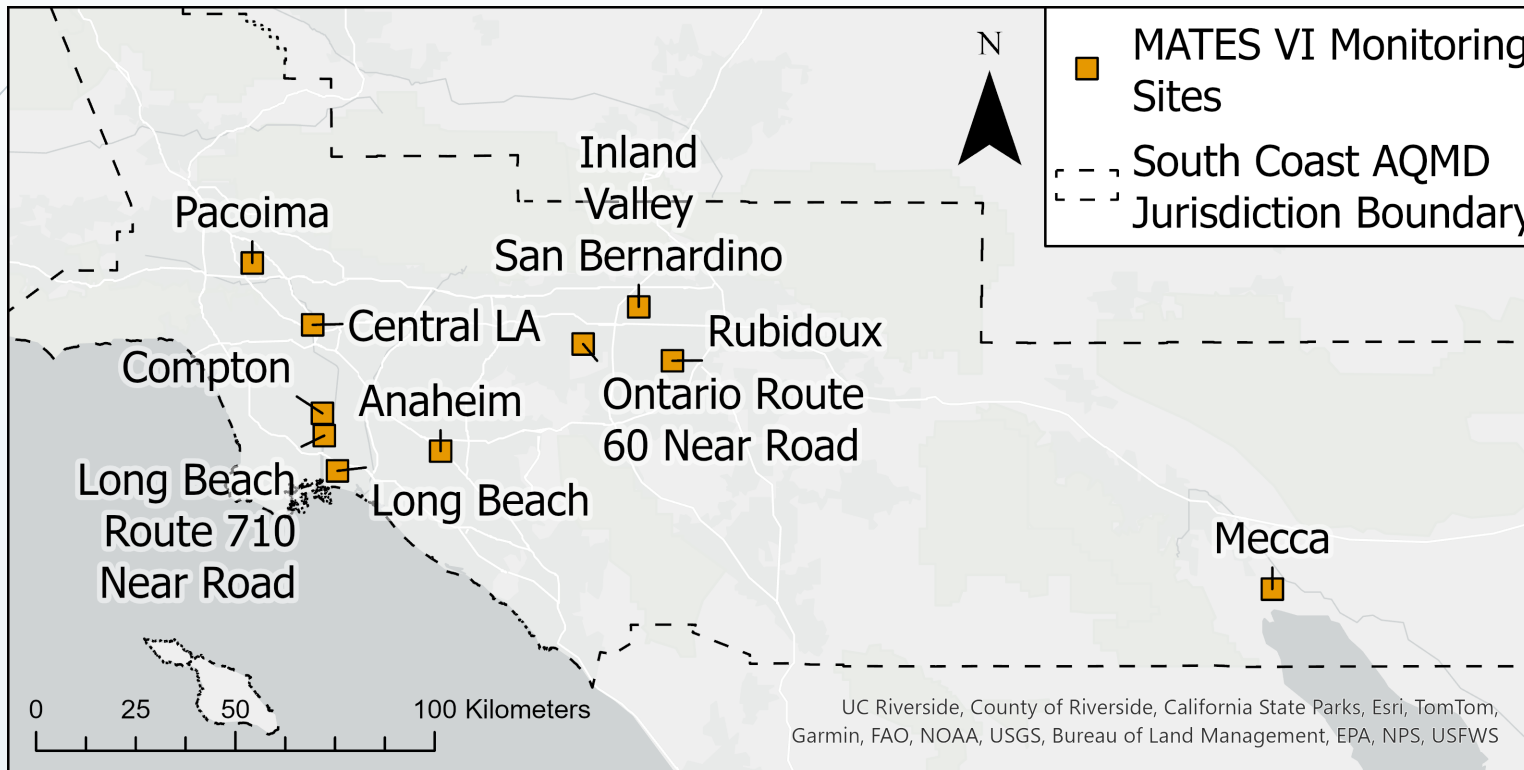 N
MATES VI Monitoring
Sites
South Coast AQMD
Jurisdiction Boundary
Inland
Valley
San Bernardino
Pacoima
Central LA
Rubidoux
Compton
Anaheim
Ontario Route
60 Near Road
Long Beach
Route 710
Near Road
Long Beach
Mecca
0 25 50 100 Kilometers
UC Riverside, County of Riverside, California State Parks, Esri, TomTom,
Garmin, FAO, NOAA, USGS, Bureau of Land Management, EPA, NPS, USFWS